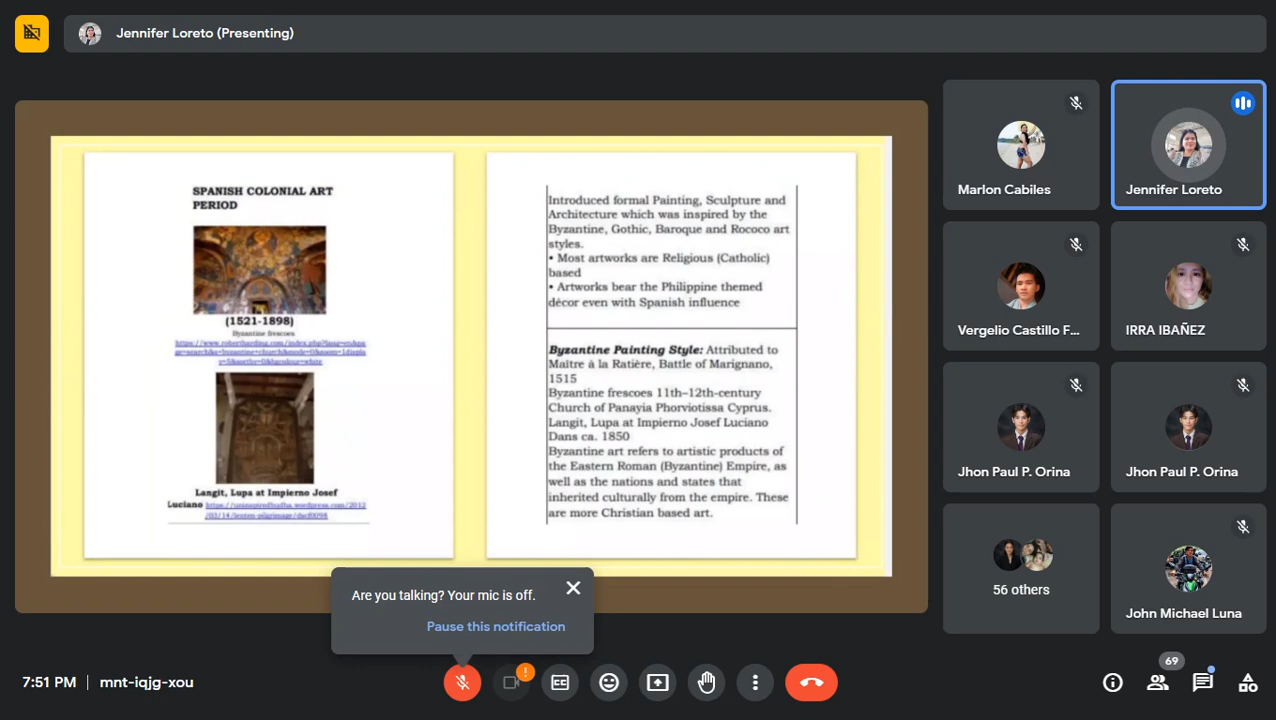 Jennifer Loreto (Presenting)
SPANISH COLONIAL ART
PERIOD
(1521-1898)
Byzantine frescoes
Langit, Lupa at Impierno Josef
Luciano
Introduced formal Painting, Sculpture and
Architecture which was inspired by the
Byzantine, Gothic, Baroque and Rococo art
styles.
• Most artworks are Religious (Catholic)
based
• Artworks bear the Philippine themed
décor even with Spanish influence
Byzantine Painting Style: Attributed to
Maître à la Ratière, Battle of Marignano,
1515
Byzantine frescoes 11th–12th-century
Church of Panayia Phorviotissa Cyprus.
Langit, Lupa at Impierno Josef Luciano
Dans ca. 1850
Byzantine art refers to artistic products of
the Eastern Roman (Byzantine) Empire, as
well as the nations and states that
inherited culturally from the empire. These
are more Christian based art.
Marlon Cabiles
Jennifer Loreto
Vergelio Castillo F...
IRRA IBAÑEZ
Jhon Paul P. Orina
Jhon Paul P. Orina
56 others
John Michael Luna
Are you talking? Your mic is off.
Pause this notification
7:51 PM
mnt-iqjg-xou
69